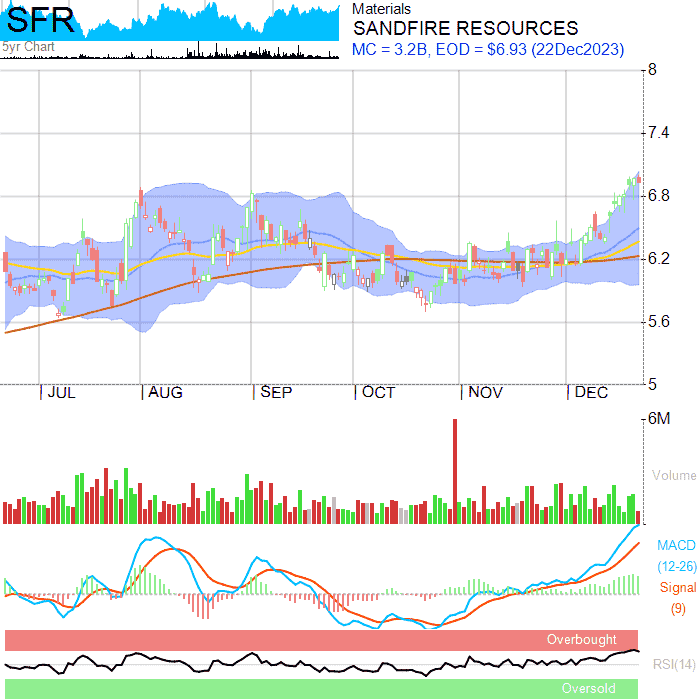 SFR
5yr Chart
Materials
SANDFIRE RESOURCES
MC = 3.2B, EOD = $6.93 (22Dec2023)
8
7.4
6.8
6.2
5.6
5
JUL AUG SEP OCT NOV DEC
6M
Volume
MACD
(12-26)
Signal
(9)
Overbought
RSI(14)
Oversold